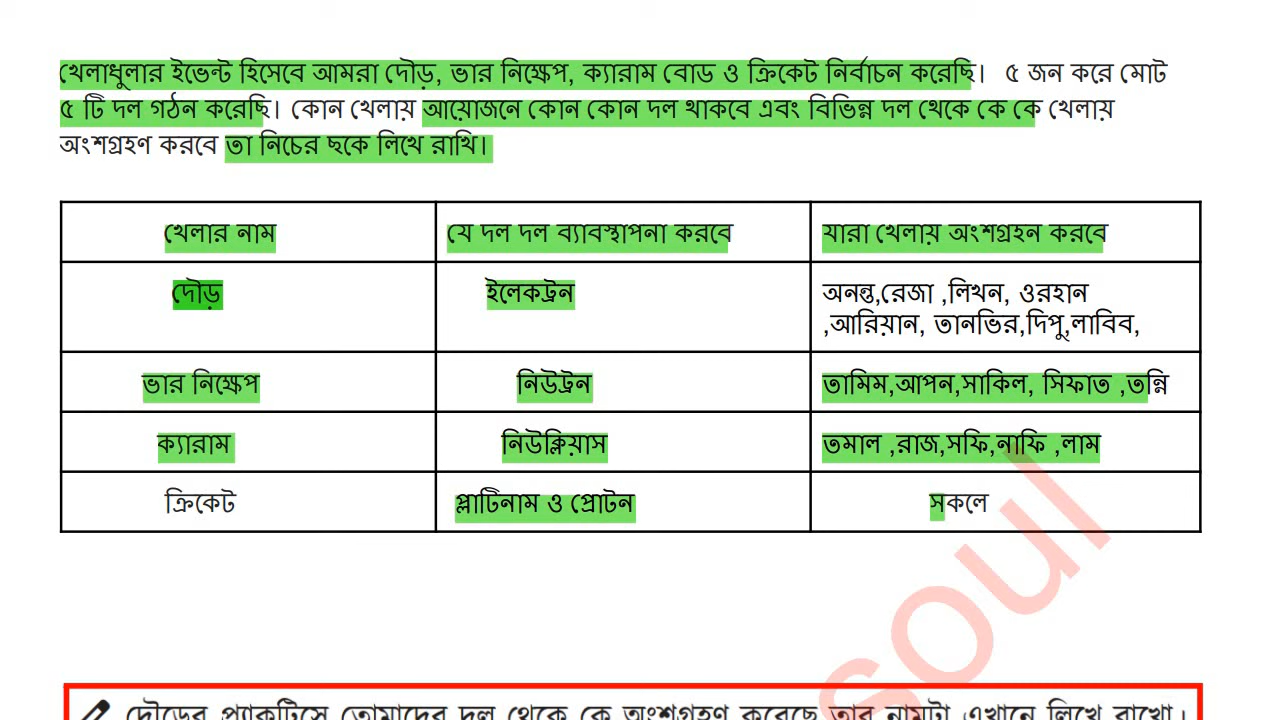 খেলাধুলার ইভেন্ট হিসেবে আমরা দৌড়, ভার নিক্ষেপ, ক্যারাম বোড ও ক্রিকেট নির্বাচন করেছি। ৫ জন করে মোট
৫ টি দল গঠন করেছি। কোন খেলায় আয়োজনে কোন কোন দল থাকবে এবং বিভিন্ন দল থেকে কে কে খেলায়
অংশগ্রহণ করবে তা নিচের ছকে লিখে রাখি।
খেলার নাম যে দল দল ব্যাবস্থাপনা করবে যারা খেলায় অংশগ্রহন করবে
দৌড় ইলেকট্রন অনন্ত,রেজা ,লিখন, ওরহান
,আরিয়ান, তানভির,দিপু,লাবিব,
ভার নিক্ষেপ নিউট্রন তামিম,আপন,সাকিল, সিফাত ,তন্নি
ক্যারাম নিউক্লিয়াস তমাল ,রাজ,সফি,নাফি ,লাম
ক্রিকেট প্লাটিনাম ও প্রোটন সকলে
soul
দৌড়ের প্র্যাকটিসে তোমাদের দল থেকে কে অংশগ্রহণ করেছে তার নামটা এখানে লিখে রাখো।